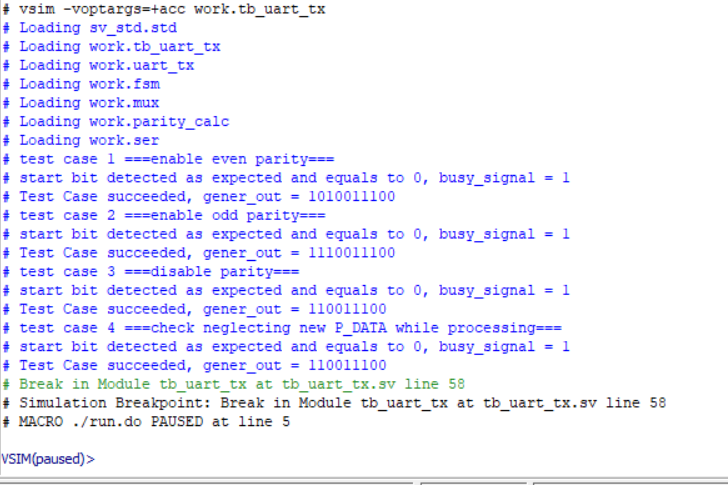 # vsim -voptargs=+acc work.tb_uart_tx
# Loading sv_std.std
# Loading work.tb_uart_tx
# Loading work.uart_tx
# Loading work.fsm
# Loading work.mux
# Loading work.parity_calc
# Loading work.ser
# test case 1 ===enable even parity===
# start bit detected as expected and equals to 0, busy_signal = 1
# Test Case succeeded, gener_out = 1010011100
# test case 2 ===enable odd parity===
# start bit detected as expected and equals to 0, busy_signal = 1
# Test Case succeeded, gener_out = 1110011100
# test case 3 ===disable parity===
# start bit detected as expected and equals to 0, busy_signal = 1
# Test Case succeeded, gener_out = 110011100
# test case 4 ===check neglecting new P_DATA while processing===
# start bit detected as expected and equals to 0, busy_signal = 1
# Test Case succeeded, gener_out = 110011100
# Break in Module tb_uart_tx at tb_uart_tx.sv line 58
# Simulation Breakpoint: Break in Module tb_uart_tx at tb_uart_tx.sv line 58
# MACRO ./run.do PAUSED at line 5
VSIM(paused)>